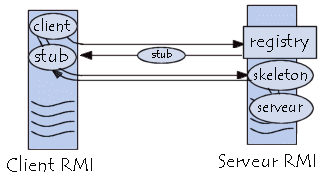 client
registry
stub
stub
skeleton
serveur
Client RMI
Serveur RMI